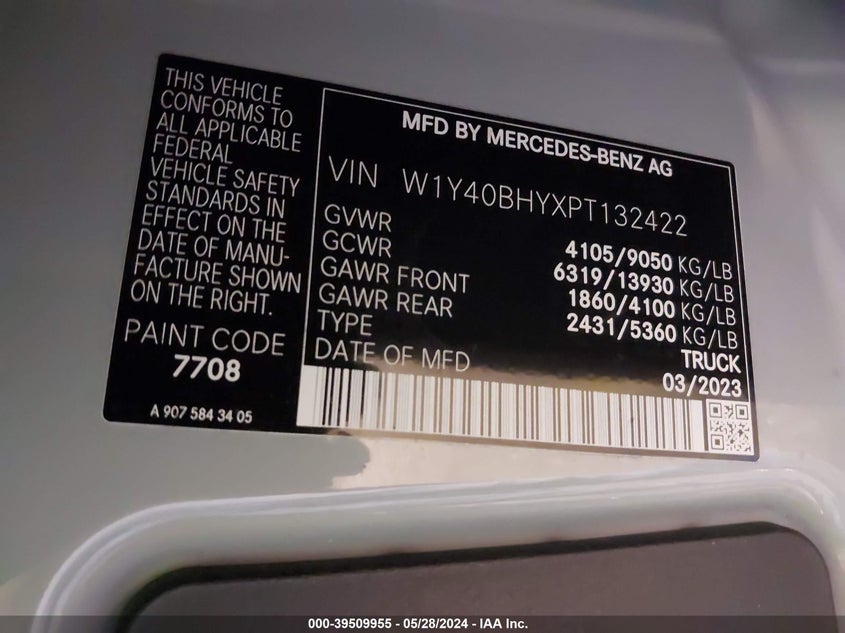 THIS VEHICLE
CONFORMS TO
ALL APPLICABLE
FEDERAL
VEHICLE SAFETY
STANDARDS IN
EFFECT ON THE
DATE OF MANU-
FACTURE SHOWN
ON THE RIGHT.
PAINT CODE
7708
A 907 584 34 05
MFD BY MERCEDES-BENZ AG
VIN W1Y40BHYXPT132422
GVWR 4105/9050 KG/LB
GCWR 6319/13930 KG/LB
GAWR FRONT 1860/4100 KG/LB
GAWR REAR 2431/5360 KG/LB
TYPE TRUCK
DATE OF MFD 03/2023
000-39509955 - 05/28/2024 - IAA Inc.